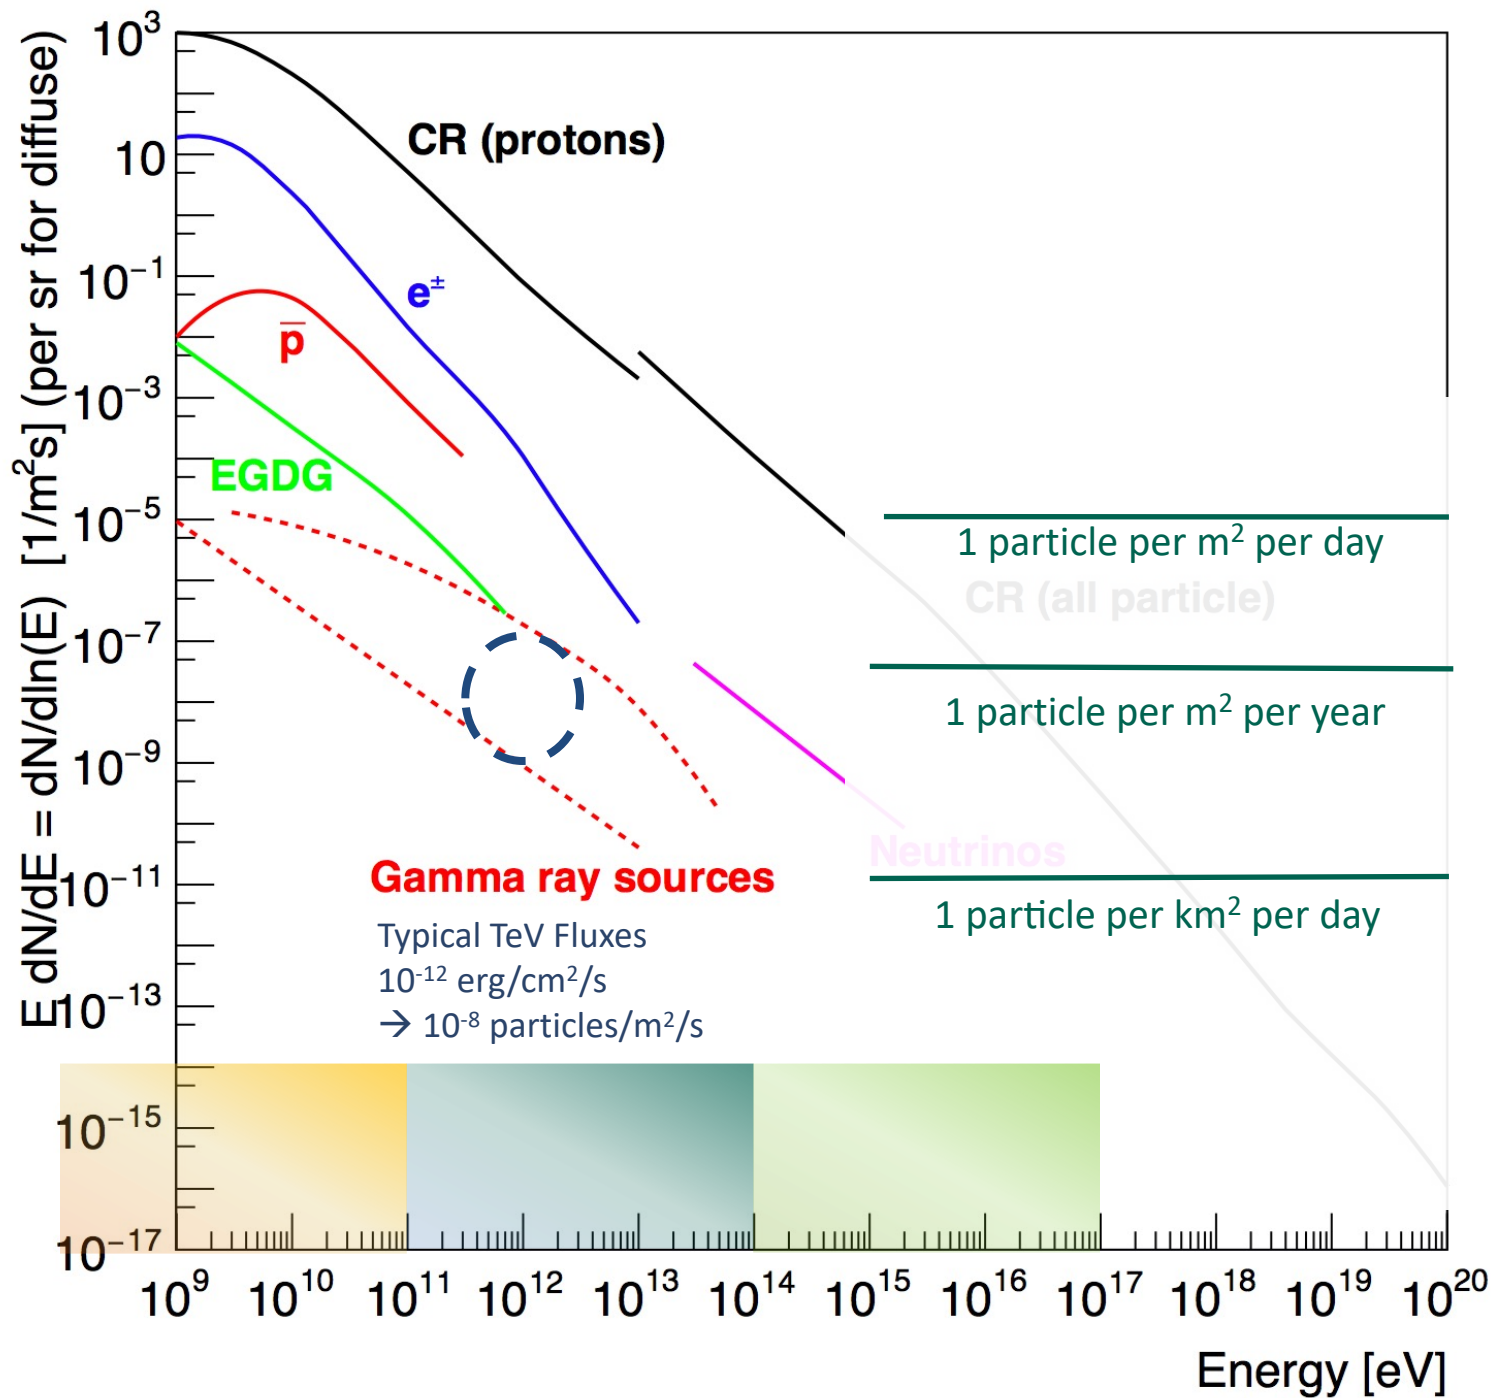 E dN/dE = dN/dln(E) [1/m²s] (per sr for diffuse)
10³
10
10⁻¹
10⁻³
10⁻⁵
10⁻⁷
10⁻⁹
10⁻¹¹
10⁻¹³
10⁻¹⁵
10⁻¹⁷
CR (protons)
e±
p̅
EGDG
1 particle per m² per day
CR (all particle)
1 particle per m² per year
Neutrinos
1 particle per km² per day
Gamma ray sources
Typical TeV Fluxes
10⁻¹² erg/cm²/s
→ 10⁻⁸ particles/m²/s
10⁹ 10¹⁰ 10¹¹ 10¹² 10¹³ 10¹⁴ 10¹⁵ 10¹⁶ 10¹⁷ 10¹⁸ 10¹⁹ 10²⁰
Energy [eV]